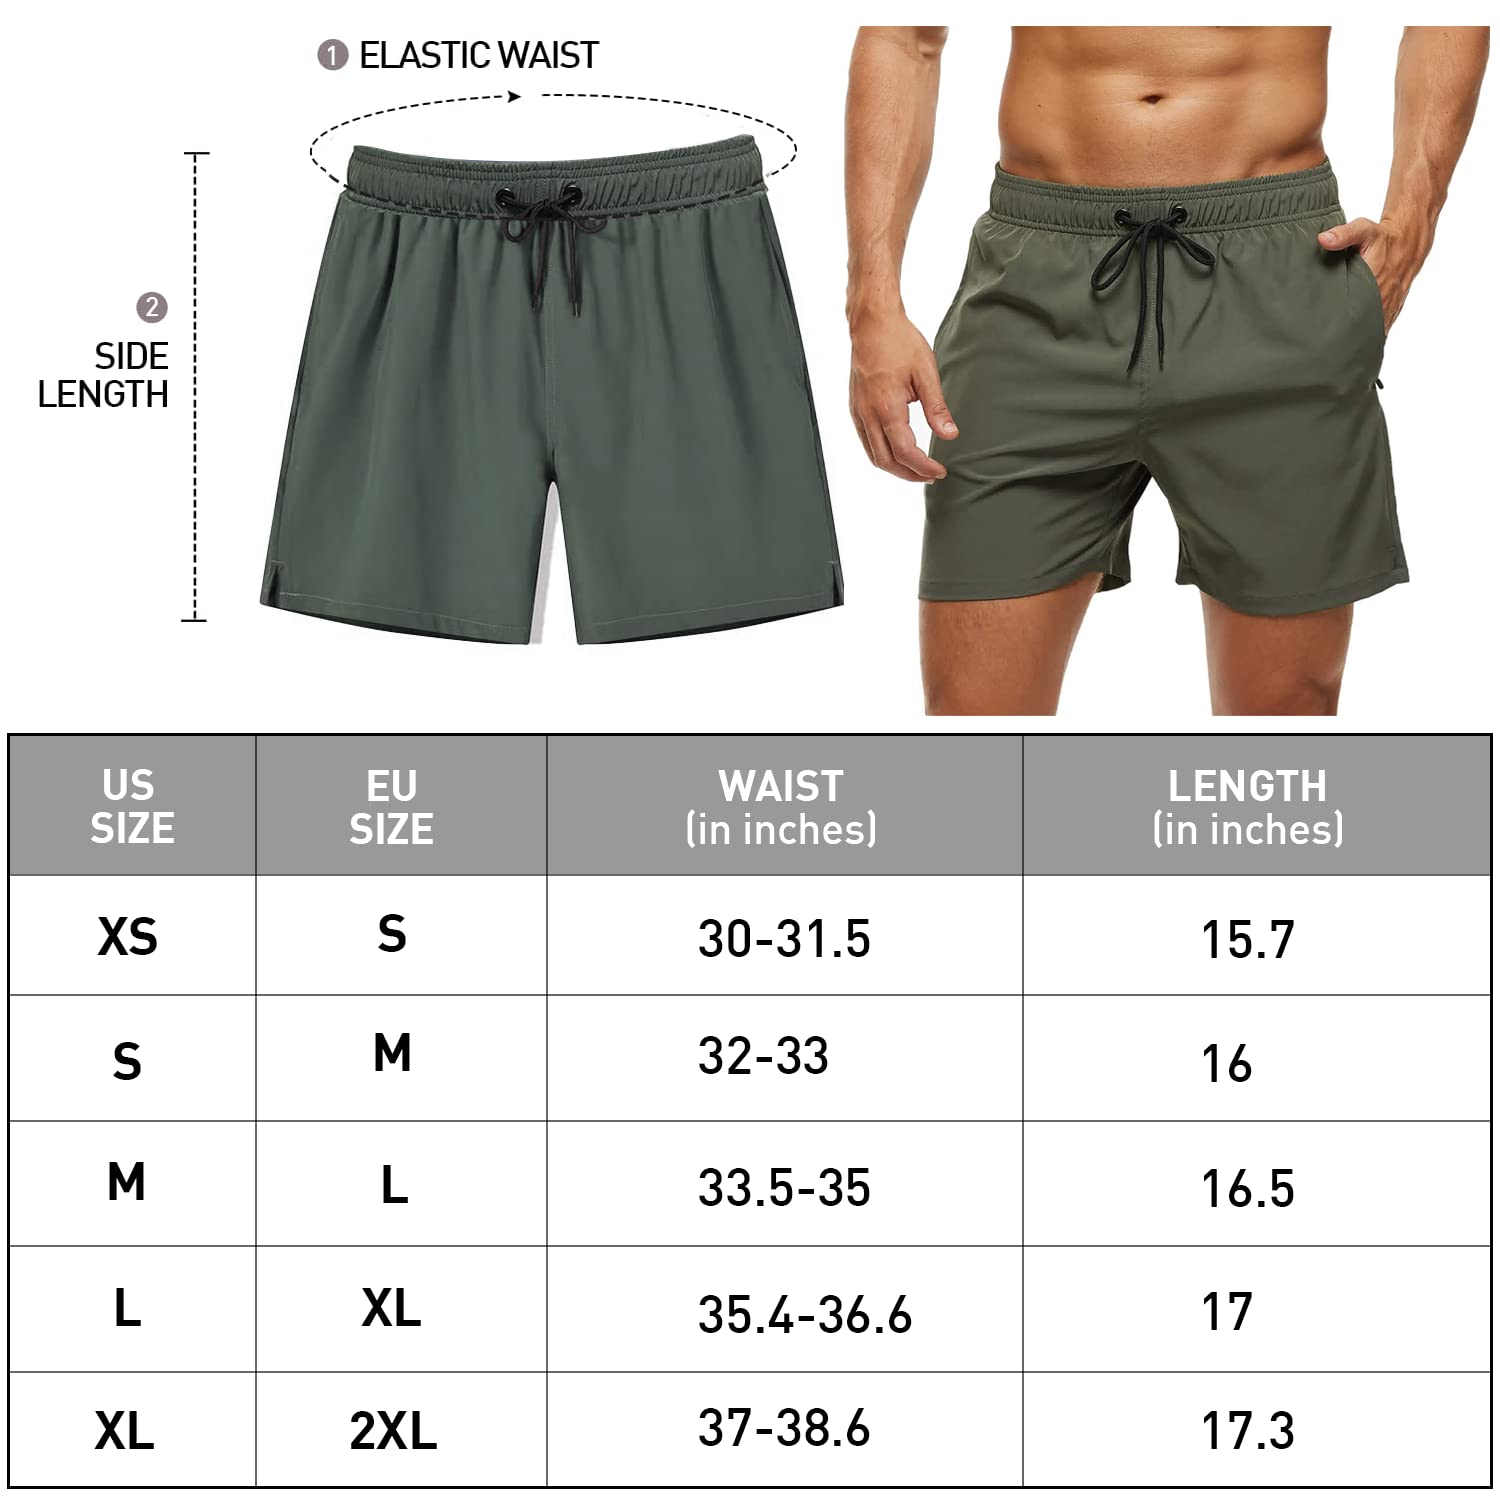 1 ELASTIC WAIST
2
SIDE
LENGTH
US
SIZE
EU
SIZE
WAIST
(in inches)
LENGTH
(in inches)
XS S 30-31.5 15.7
S M 32-33 16
M L 33.5-35 16.5
L XL 35.4-36.6 17
XL 2XL 37-38.6 17.3